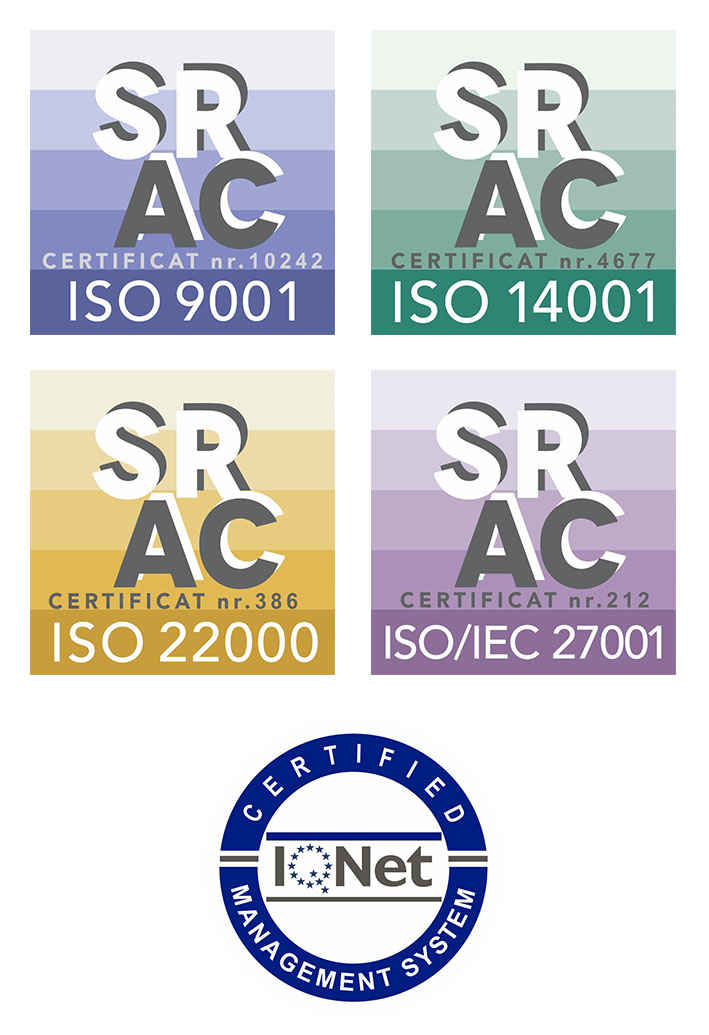 SR
AC
CERTIFICAT nr.10242
ISO 9001
SR
AC
CERTIFICAT nr.4677
ISO 14001
SR
AC
CERTIFICAT nr.386
ISO 22000
SR
AC
CERTIFICAT nr.212
ISO/IEC 27001
CERTIFIED
IQNet
MANAGEMENT SYSTEM